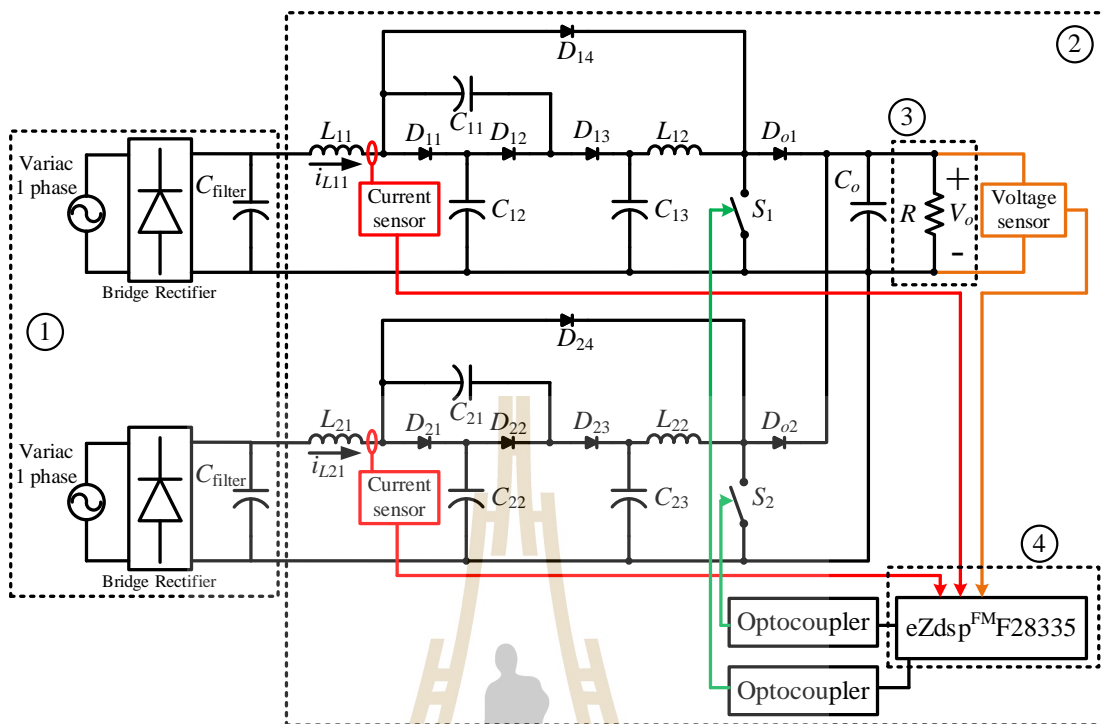 2
D14
C11
L11
D11
D12
D13
L12
Do1
3
Variac
1 phase
Cfilter
iL11
Current
sensor
C12
C13
S1
Co
R
+
Vo
-
Voltage
sensor
Bridge Rectifier
1
D24
C21
L21
D21
D22
D23
L22
Do2
Variac
1 phase
Cfilter
iL21
Current
sensor
C22
C23
S2
Bridge Rectifier
4
Optocoupler
eZdspFMF28335
Optocoupler